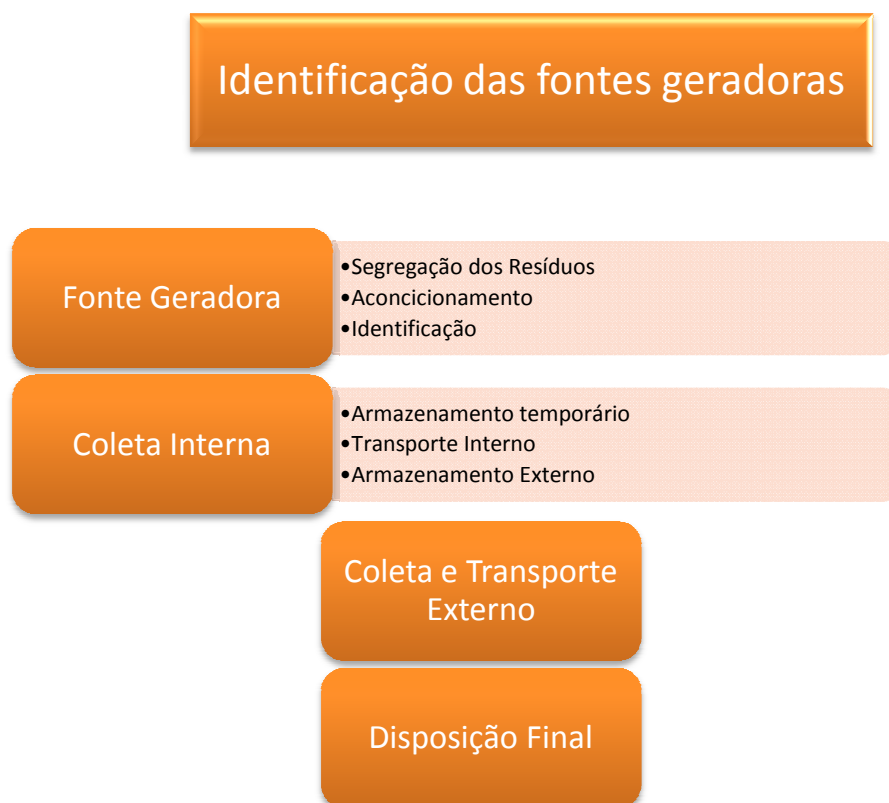 Identificação das fontes geradoras
Fonte Geradora
•Segregação dos Resíduos
•Aconcicionamento
•Identificação
Coleta Interna
•Armazenamento temporário
•Transporte Interno
•Armazenamento Externo
Coleta e Transporte
Externo
Disposição Final